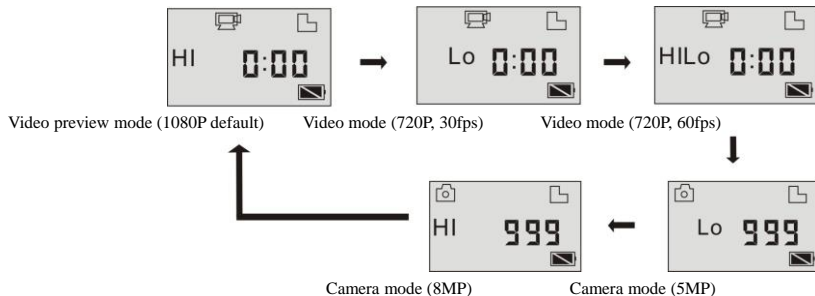 HI 0:00
Lo 0:00
HILo 0:00
Video preview mode (1080P default)
Video mode (720P, 30fps)
Video mode (720P, 60fps)
HI 999
Lo 999
Camera mode (8MP)
Camera mode (5MP)